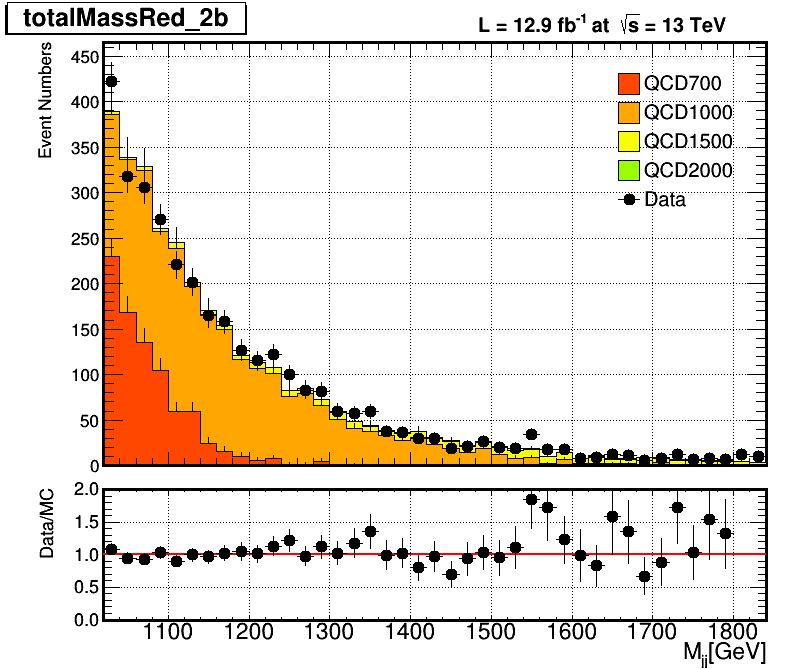 totalMassRed_2b
L = 12.9 fb⁻¹ at √s = 13 TeV
Event Numbers
450
400
350
300
250
200
150
100
50
0
QCD700
QCD1000
QCD1500
QCD2000
Data
Data/MC
2.0
1.5
1.0
0.5
0.0
1100 1200 1300 1400 1500 1600 1700 1800
M_jj[GeV]